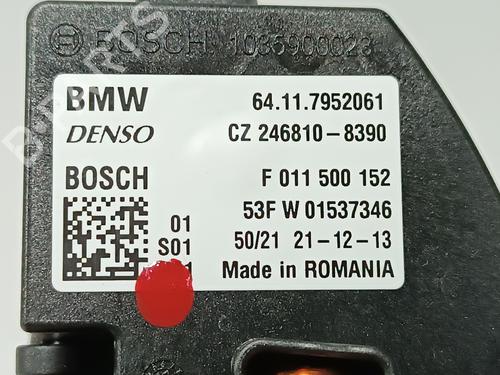 BOSCH 1035900023
BMW 64.11.7952061
DENSO CZ 246810-8390
BOSCH F 011 500 152
53F W 01537346
01
S01 50/21 21-12-13
Made in ROMANIA